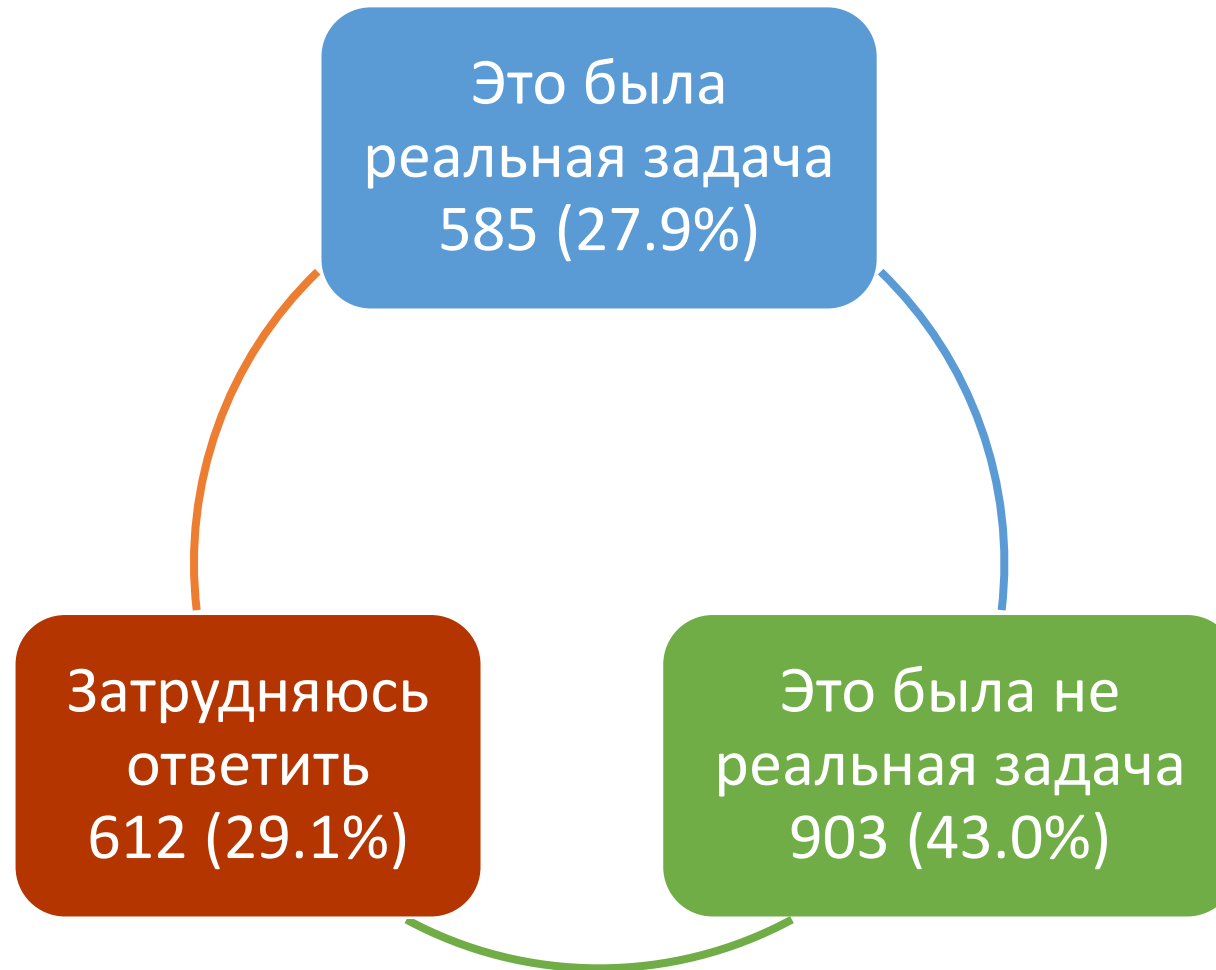 Это была
реальная задача
585 (27.9%)
Затрудняюсь
ответить
612 (29.1%)
Это была не
реальная задача
903 (43.0%)